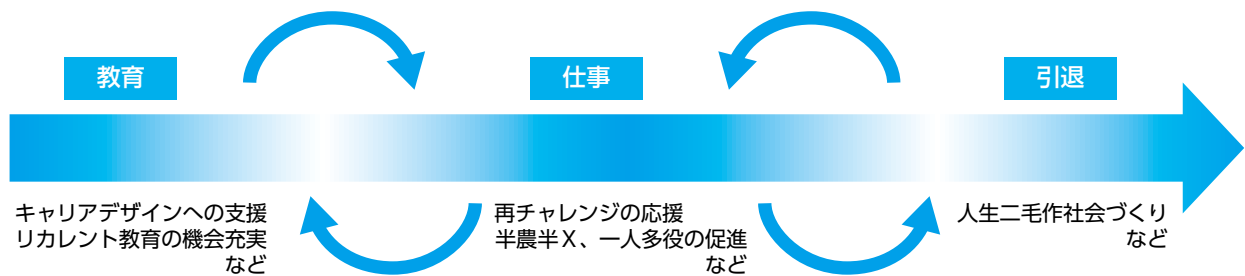 教育
仕事
引退
キャリアデザインへの支援
リカレント教育の機会充実
など
再チャレンジの応援
半農半Ｘ、一人多役の促進
など
人生二毛作社会づくり
など